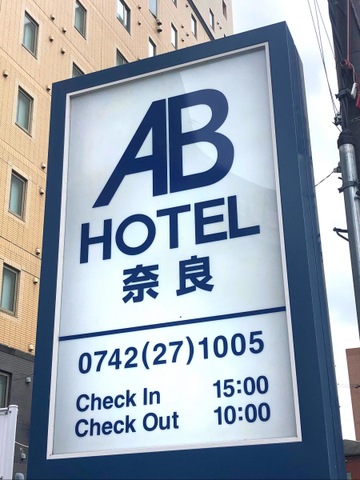 AB
HOTEL
奈良
0742(27)1005
Check In 15:00
Check Out 10:00